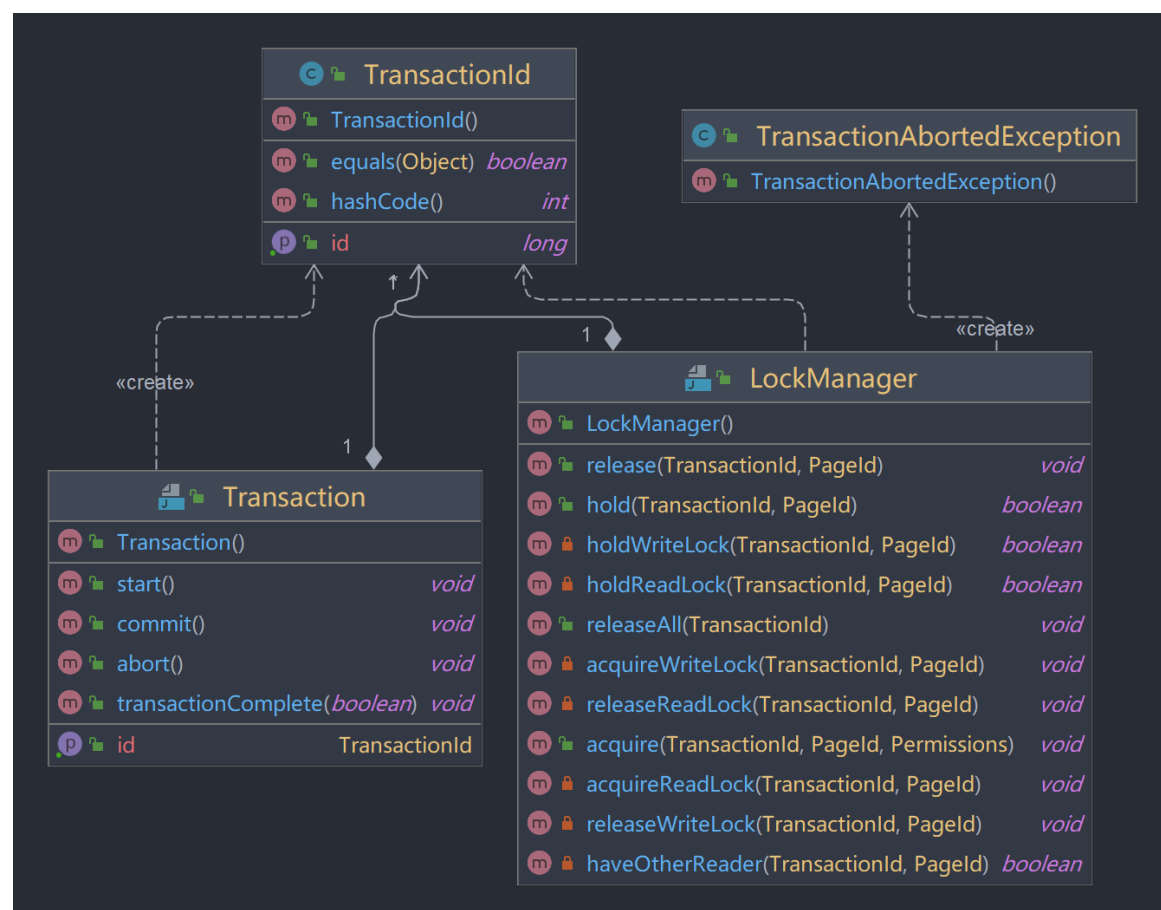 TransactionId
TransactionId()
equals(Object) boolean
hashCode() int
id long
TransactionAbortedException
TransactionAbortedException()
*
1
«create»
«create»
1
LockManager
LockManager()
release(TransactionId, PageId) void
hold(TransactionId, PageId) boolean
holdWriteLock(TransactionId, PageId) boolean
holdReadLock(TransactionId, PageId) boolean
releaseAll(TransactionId) void
acquireWriteLock(TransactionId, PageId) void
releaseReadLock(TransactionId, PageId) void
acquire(TransactionId, PageId, Permissions) void
acquireReadLock(TransactionId, PageId) void
releaseWriteLock(TransactionId, PageId) void
haveOtherReader(TransactionId, PageId) boolean
Transaction
Transaction()
start() void
commit() void
abort() void
transactionComplete(boolean) void
id TransactionId